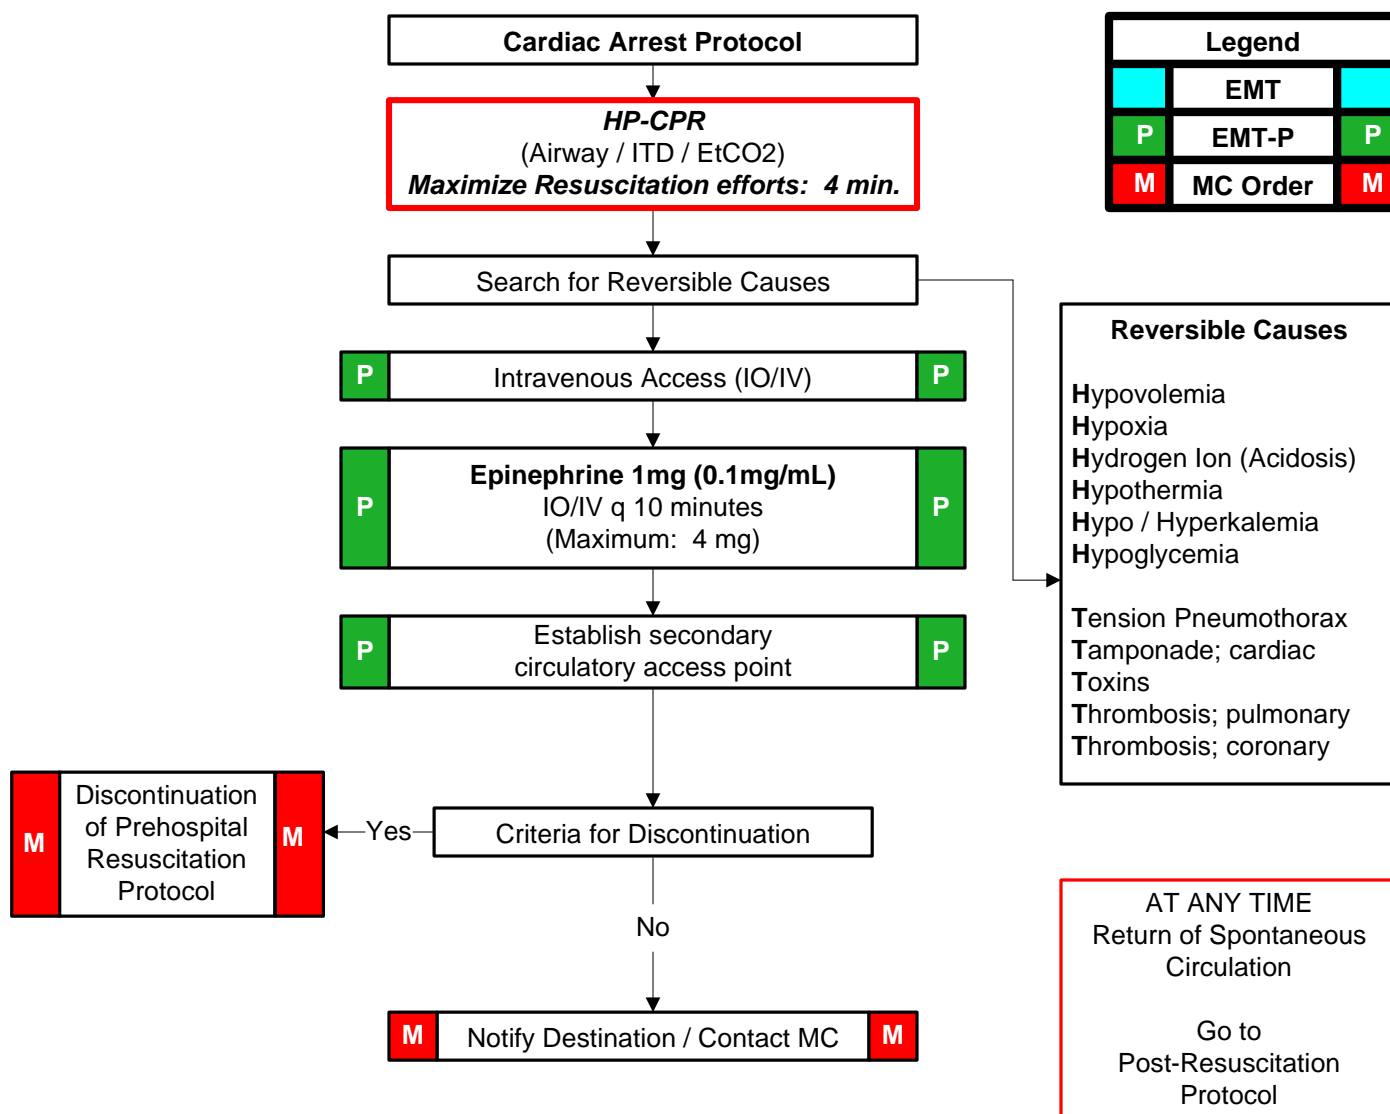 Cardiac Arrest Protocol
HP-CPR
(Airway / ITD / EtCO2)
Maximize Resuscitation efforts:  4 min.
Search for Reversible Causes
P Intravenous Access (IO/IV) P
Epinephrine 1mg (0.1mg/mL)
P IO/IV q 10 minutes P
(Maximum:  4 mg)
P Establish secondary P
circulatory access point
Criteria for Discontinuation
Yes
M Discontinuation M
of Prehospital
Resuscitation
Protocol
No
M Notify Destination / Contact MC M
Legend
EMT
P EMT-P P
M MC Order M
Reversible Causes
Hypovolemia
Hypoxia
Hydrogen Ion (Acidosis)
Hypothermia
Hypo / Hyperkalemia
Hypoglycemia
Tension Pneumothorax
Tamponade; cardiac
Toxins
Thrombosis; pulmonary
Thrombosis; coronary
AT ANY TIME
Return of Spontaneous
Circulation
Go to
Post-Resuscitation
Protocol